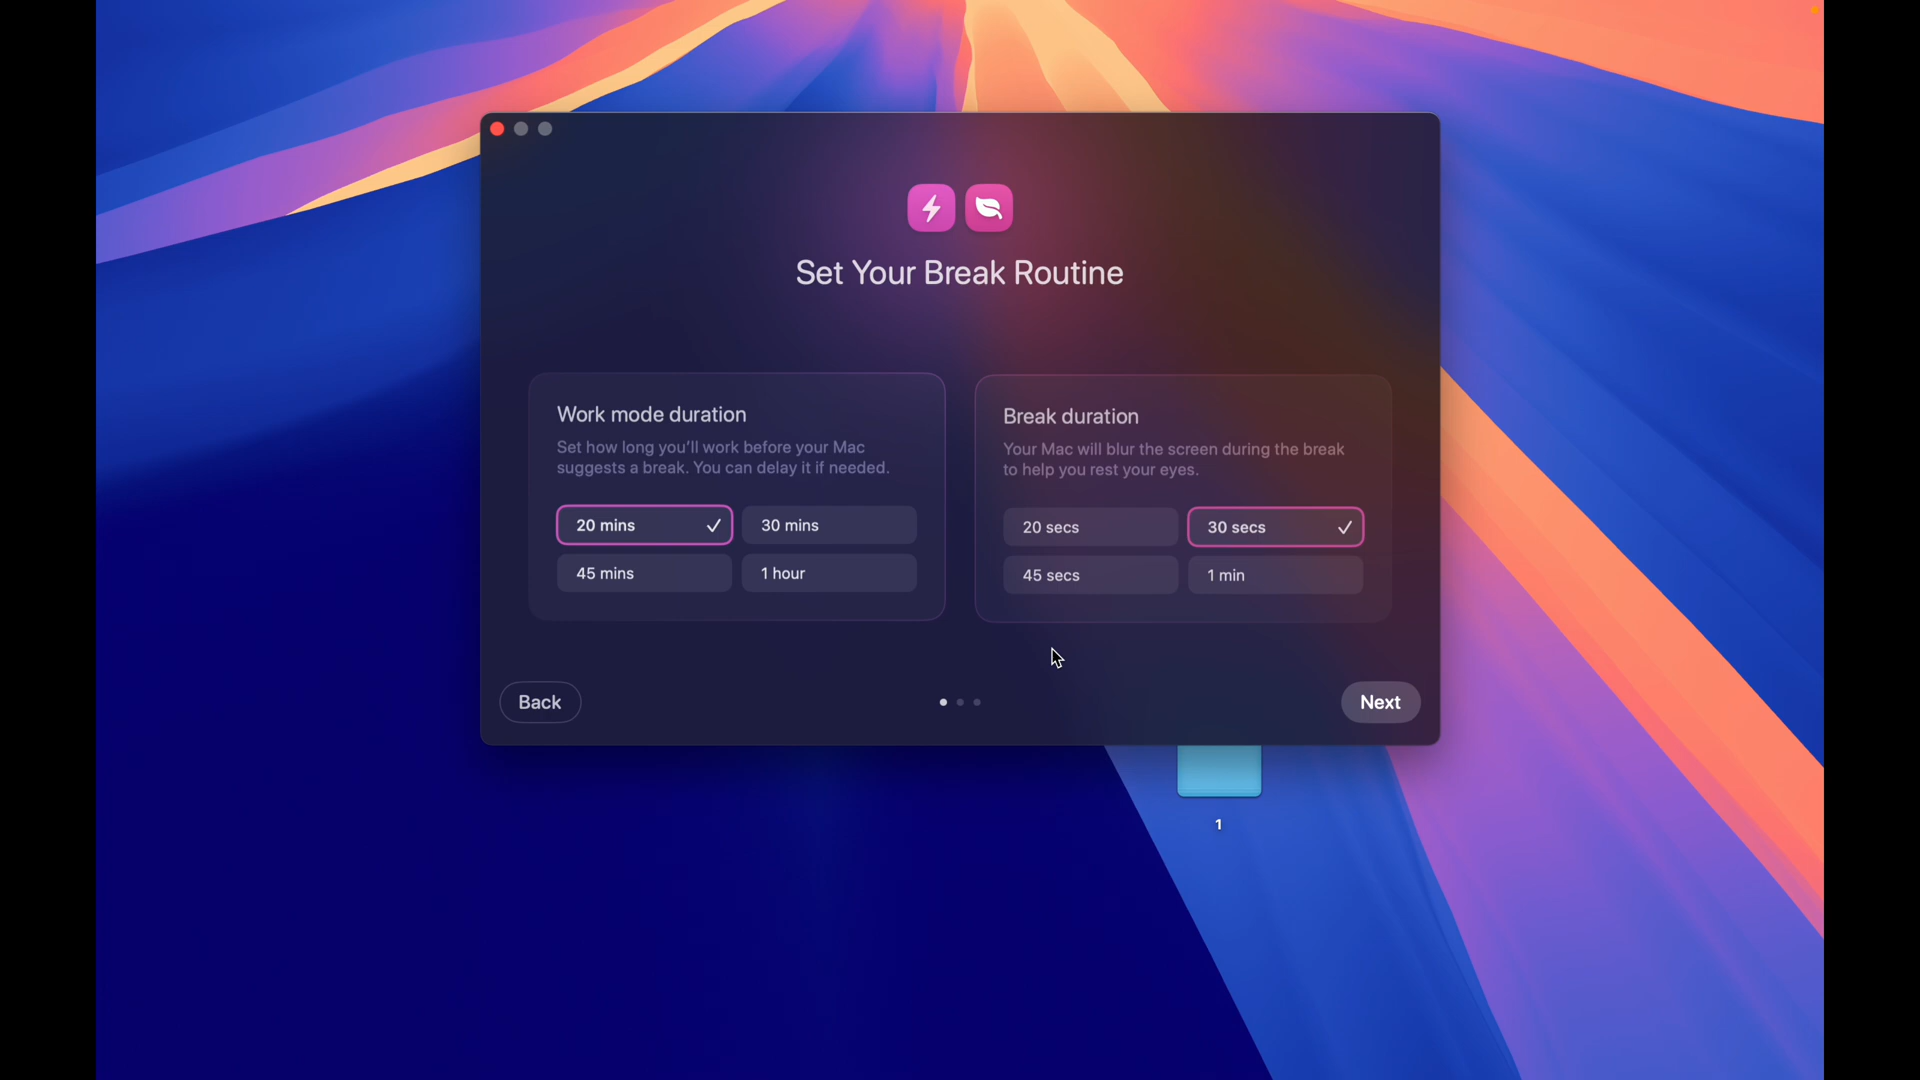 Set Your Break Routine
Work mode duration
Set how long you’ll work before your Mac
suggests a break. You can delay it if needed.
20 mins
30 mins
45 mins
1 hour
Break duration
Your Mac will blur the screen during the break
to help you rest your eyes.
20 secs
30 secs
45 secs
1 min
Back
Next
1